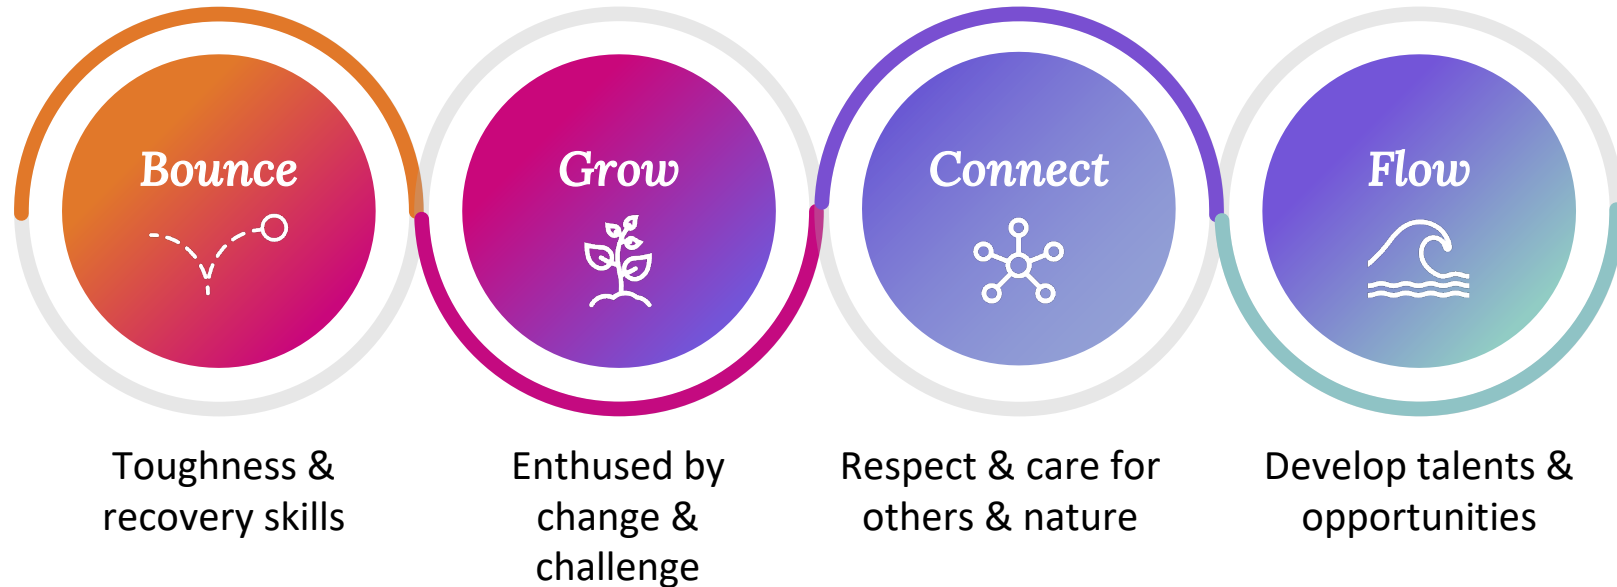 Bounce
Grow
Connect
Flow
Toughness &
recovery skills
Enthused by
change &
challenge
Respect & care for
others & nature
Develop talents &
opportunities